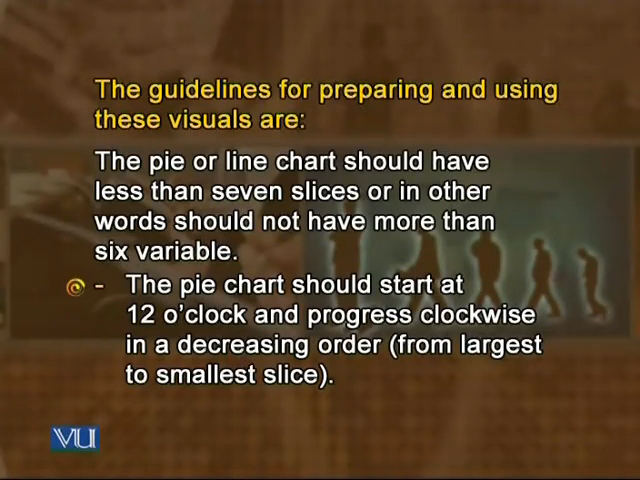 The guidelines for preparing and using
these visuals are:
The pie or line chart should have
less than seven slices or in other
words should not have more than
six variable.
- The pie chart should start at
12 o'clock and progress clockwise
in a decreasing order (from largest
to smallest slice).
VU